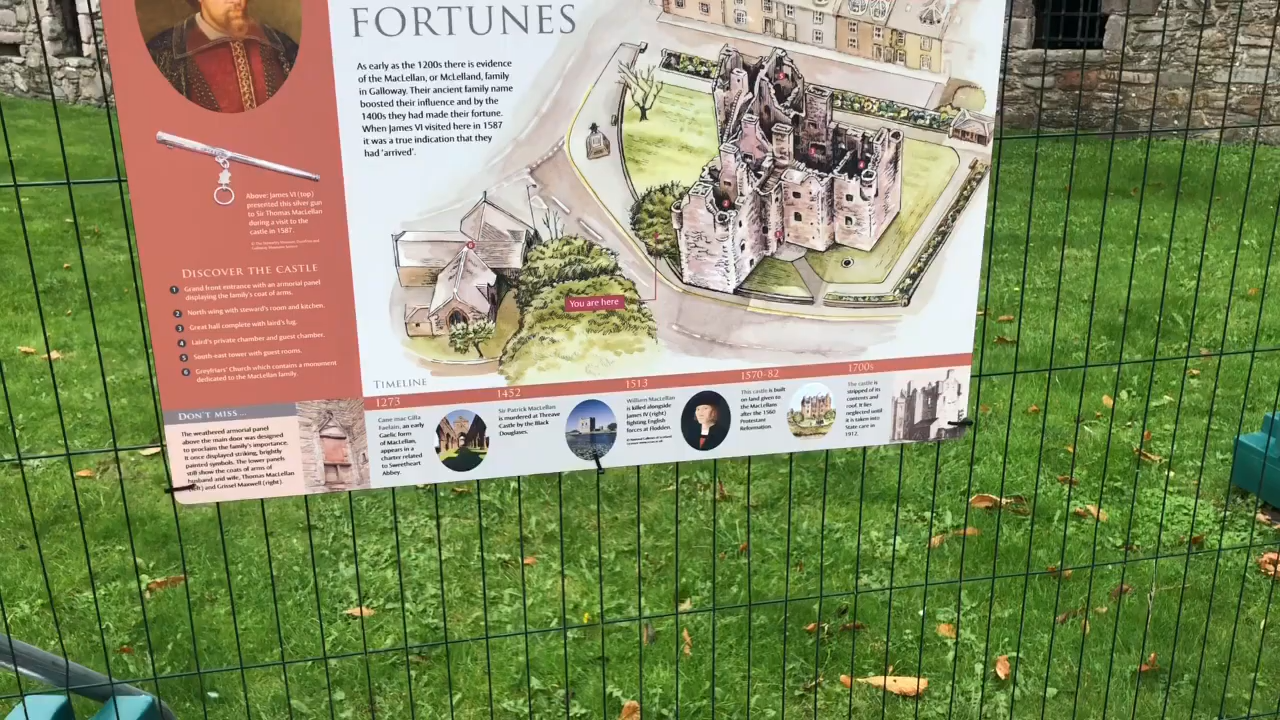 FORTUNES
As early as the 1200s there is evidence
of the MacLellan, or McLelland, family
in Galloway. Their ancient family name
boosted their influence and by the
1400s they had made their fortune.
When James VI visited here in 1587
it was a true indication that they
had 'arrived'.
Above: James VI (top)
presented this silver gun
to Sir Thomas MacLellan
during a visit to the
castle in 1587.
DISCOVER THE CASTLE
1 Grand front entrance with an armorial panel
displaying the family's coat of arms.
2 North wing with steward's room and kitchen.
3 Great hall complete with laird's lug.
4 Laird's private chamber and guest chamber.
5 South-east tower with guest rooms.
6 Greyfriars' Church which contains a monument
dedicated to the MacLellan family.
DON'T MISS...
The weathered armorial panel
above the main door was designed
to proclaim the family's importance.
It once displayed striking, brightly
painted symbols. The lower panels
still show the coats of arms of
husband and wife, Thomas MacLellan
(left) and Grissel Maxwell (right).
6
You are here
TIMELINE
1273
Cane mac Gilla
Faelain, an early
Gaelic form
of MacLellan,
appears in a
charter related
to Sweetheart
Abbey.
1452
Sir Patrick MacLellan
is murdered at Threave
Castle by the Black
Douglases.
1513
William MacLellan
is killed alongside
James IV (right)
fighting English
forces at Flodden.
1570-82
This castle is built
on land given to
the MacLellans
after the 1560
Protestant
Reformation.
1700s
The castle is
stripped of its
contents and
roof. It lies
neglected until
it is taken into
State care in
1912.